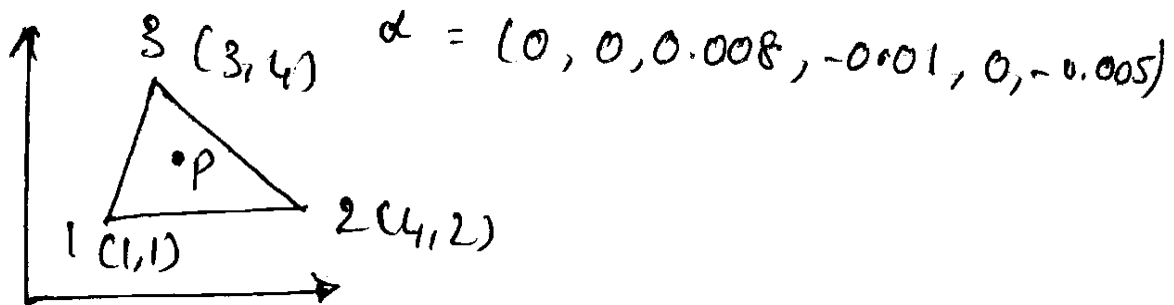 3 (3,4)
α = (0, 0, 0.008, -0.01, 0, -0.005)
•P
1 (1,1)
2 (4,2)